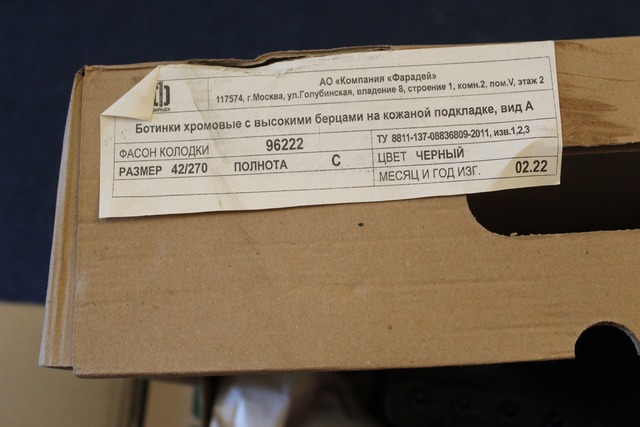 АО «Компания «Фарадей»
117574, г.Москва, ул.Голубинская, владение 8, строение 1, комн.2, пом.V, этаж 2
Ботинки хромовые с высокими берцами на кожаной подкладке, вид А
ФАСОН КОЛОДКИ 96222
ТУ 8811-137-08836809-2011, изв.1,2,3
РАЗМЕР 42/270 ПОЛНОТА С
ЦВЕТ ЧЕРНЫЙ
МЕСЯЦ И ГОД ИЗГ. 02.22